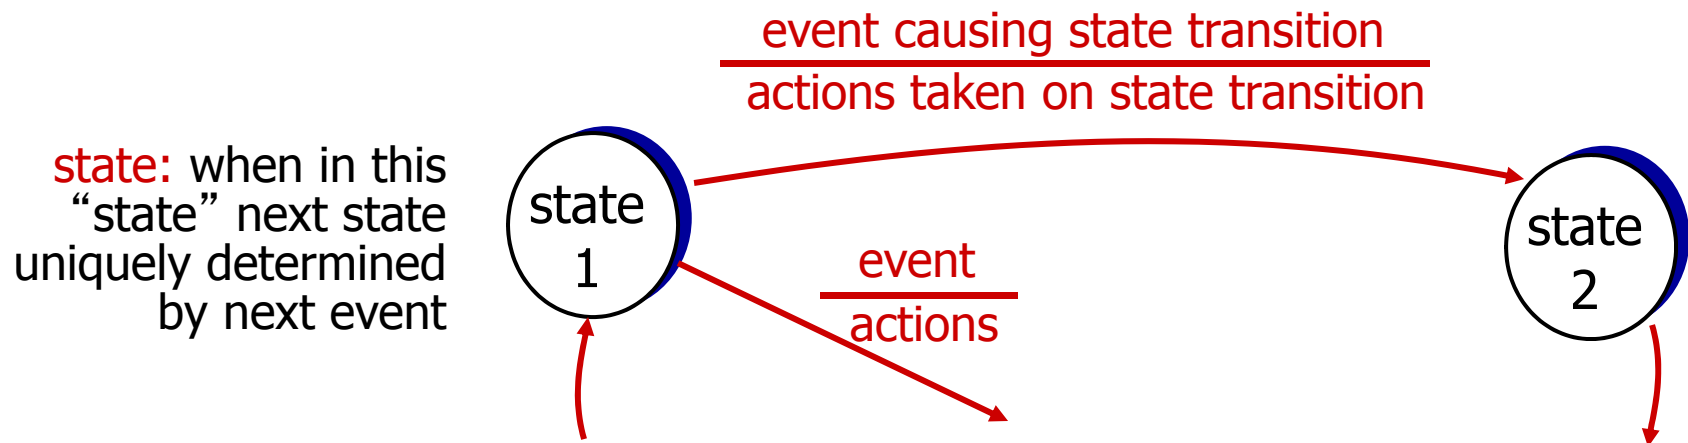 event causing state transition
actions taken on state transition
state: when in this
“state” next state
uniquely determined
by next event
state
1
event
actions
state
2